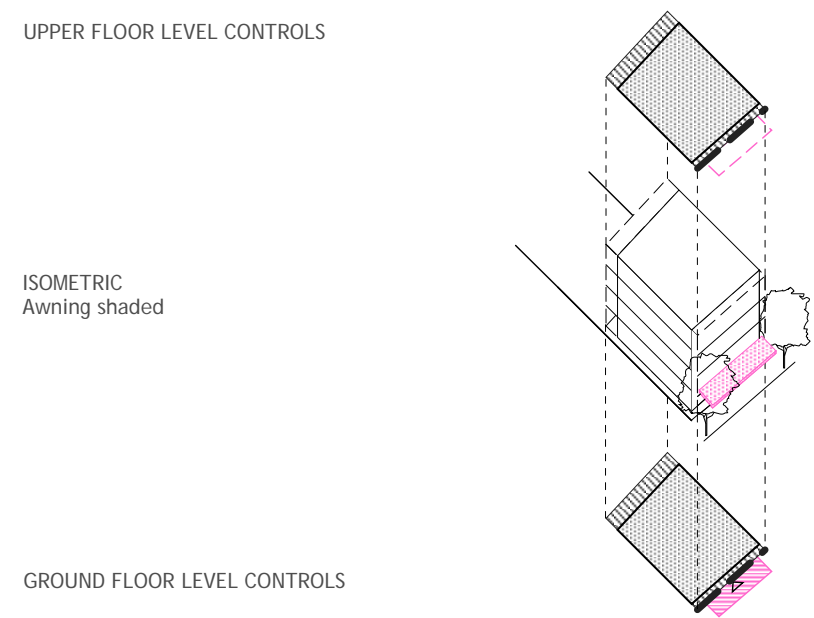 UPPER FLOOR LEVEL CONTROLS
ISOMETRIC
Awning shaded
GROUND FLOOR LEVEL CONTROLS